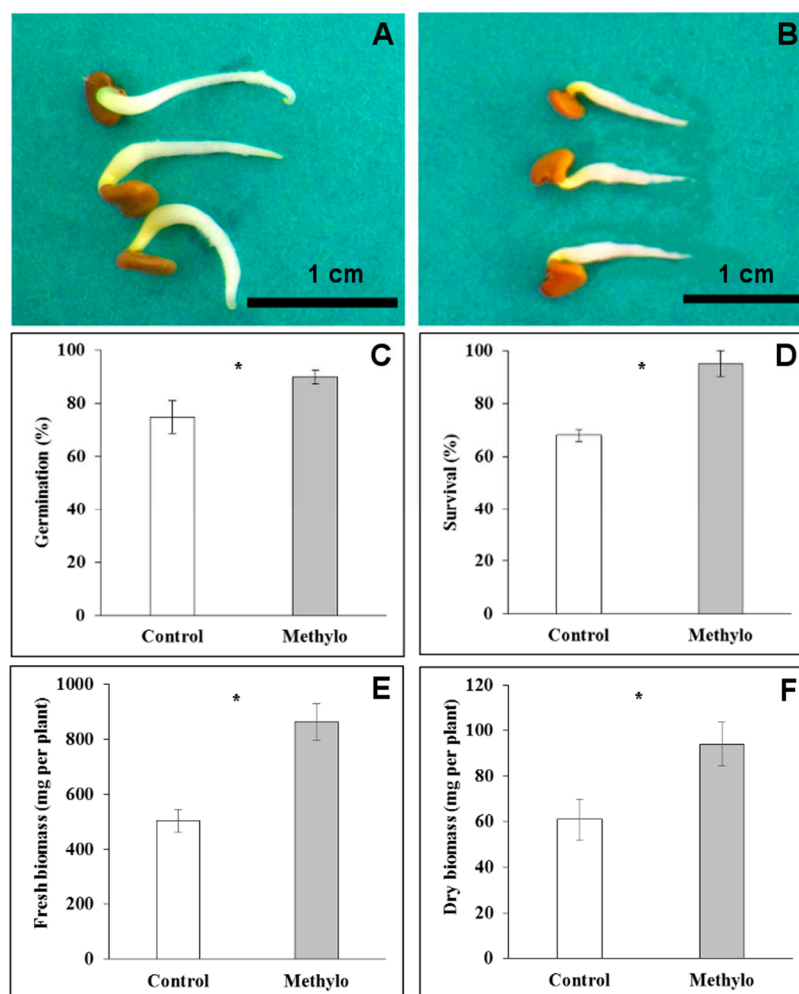 A
1 cm
B
1 cm
C
Germination (%)
100
80
60
40
20
0
*
Control Methylo
D
Survival (%)
100
80
60
40
20
0
*
Control Methylo
E
Fresh biomass (mg per plant)
1000
800
600
400
200
0
*
Control Methylo
F
Dry biomass (mg per plant)
120
100
80
60
40
20
0
*
Control Methylo